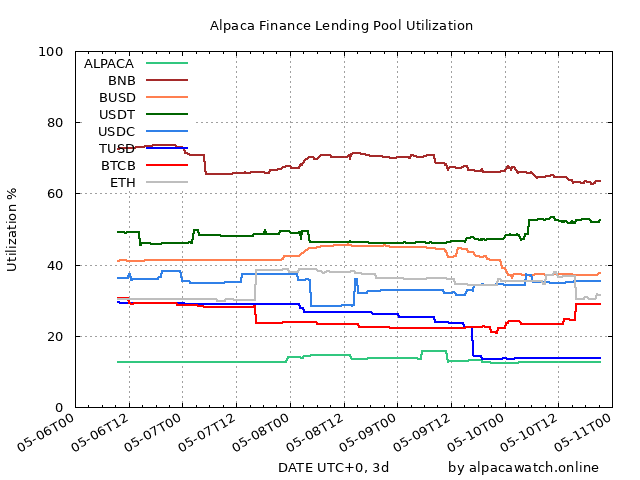 Alpaca Finance Lending Pool Utilization
100
80
60
40
20
0
Utilization %
ALPACA
BNB
BUSD
USDT
USDC
TUSD
BTCB
ETH
05-06T00
05-06T12
05-07T00
05-07T12
05-08T00
05-08T12
05-09T00
05-09T12
05-10T00
05-10T12
05-11T00
DATE UTC+0, 3d
by alpacawatch.online